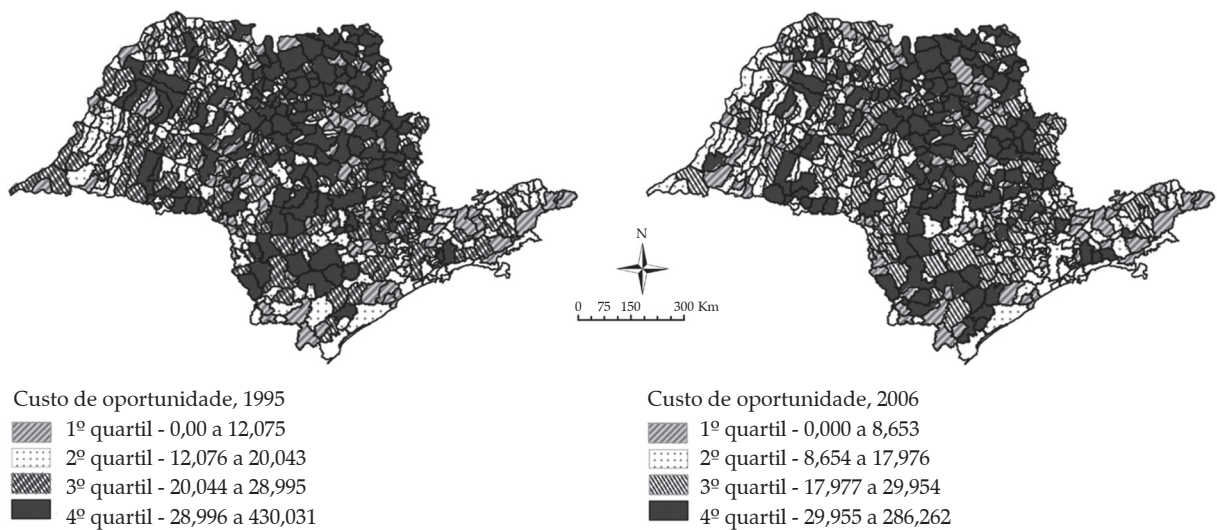 N
0 75 150 300 Km
Custo de oportunidade, 1995
1º quartil - 0,00 a 12,075
2º quartil - 12,076 a 20,043
3º quartil - 20,044 a 28,995
4º quartil - 28,996 a 430,031
Custo de oportunidade, 2006
1º quartil - 0,000 a 8,653
2º quartil - 8,654 a 17,976
3º quartil - 17,977 a 29,954
4º quartil - 29,955 a 286,262